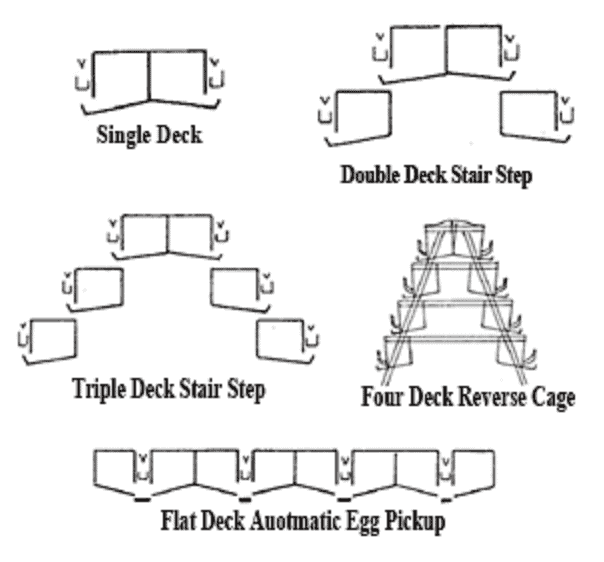 Single Deck
Double Deck Stair Step
Triple Deck Stair Step
Four Deck Reverse Cage
Flat Deck Auotmatic Egg Pickup